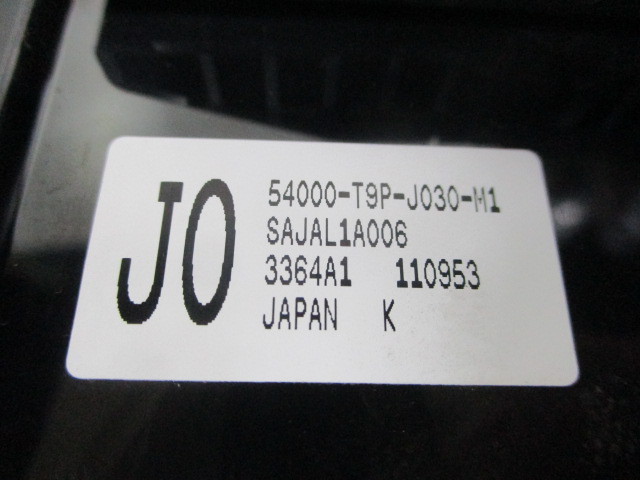 J0
54000-T9P-J030-M1
SAJAL1A006
3364A1 110953
JAPAN K